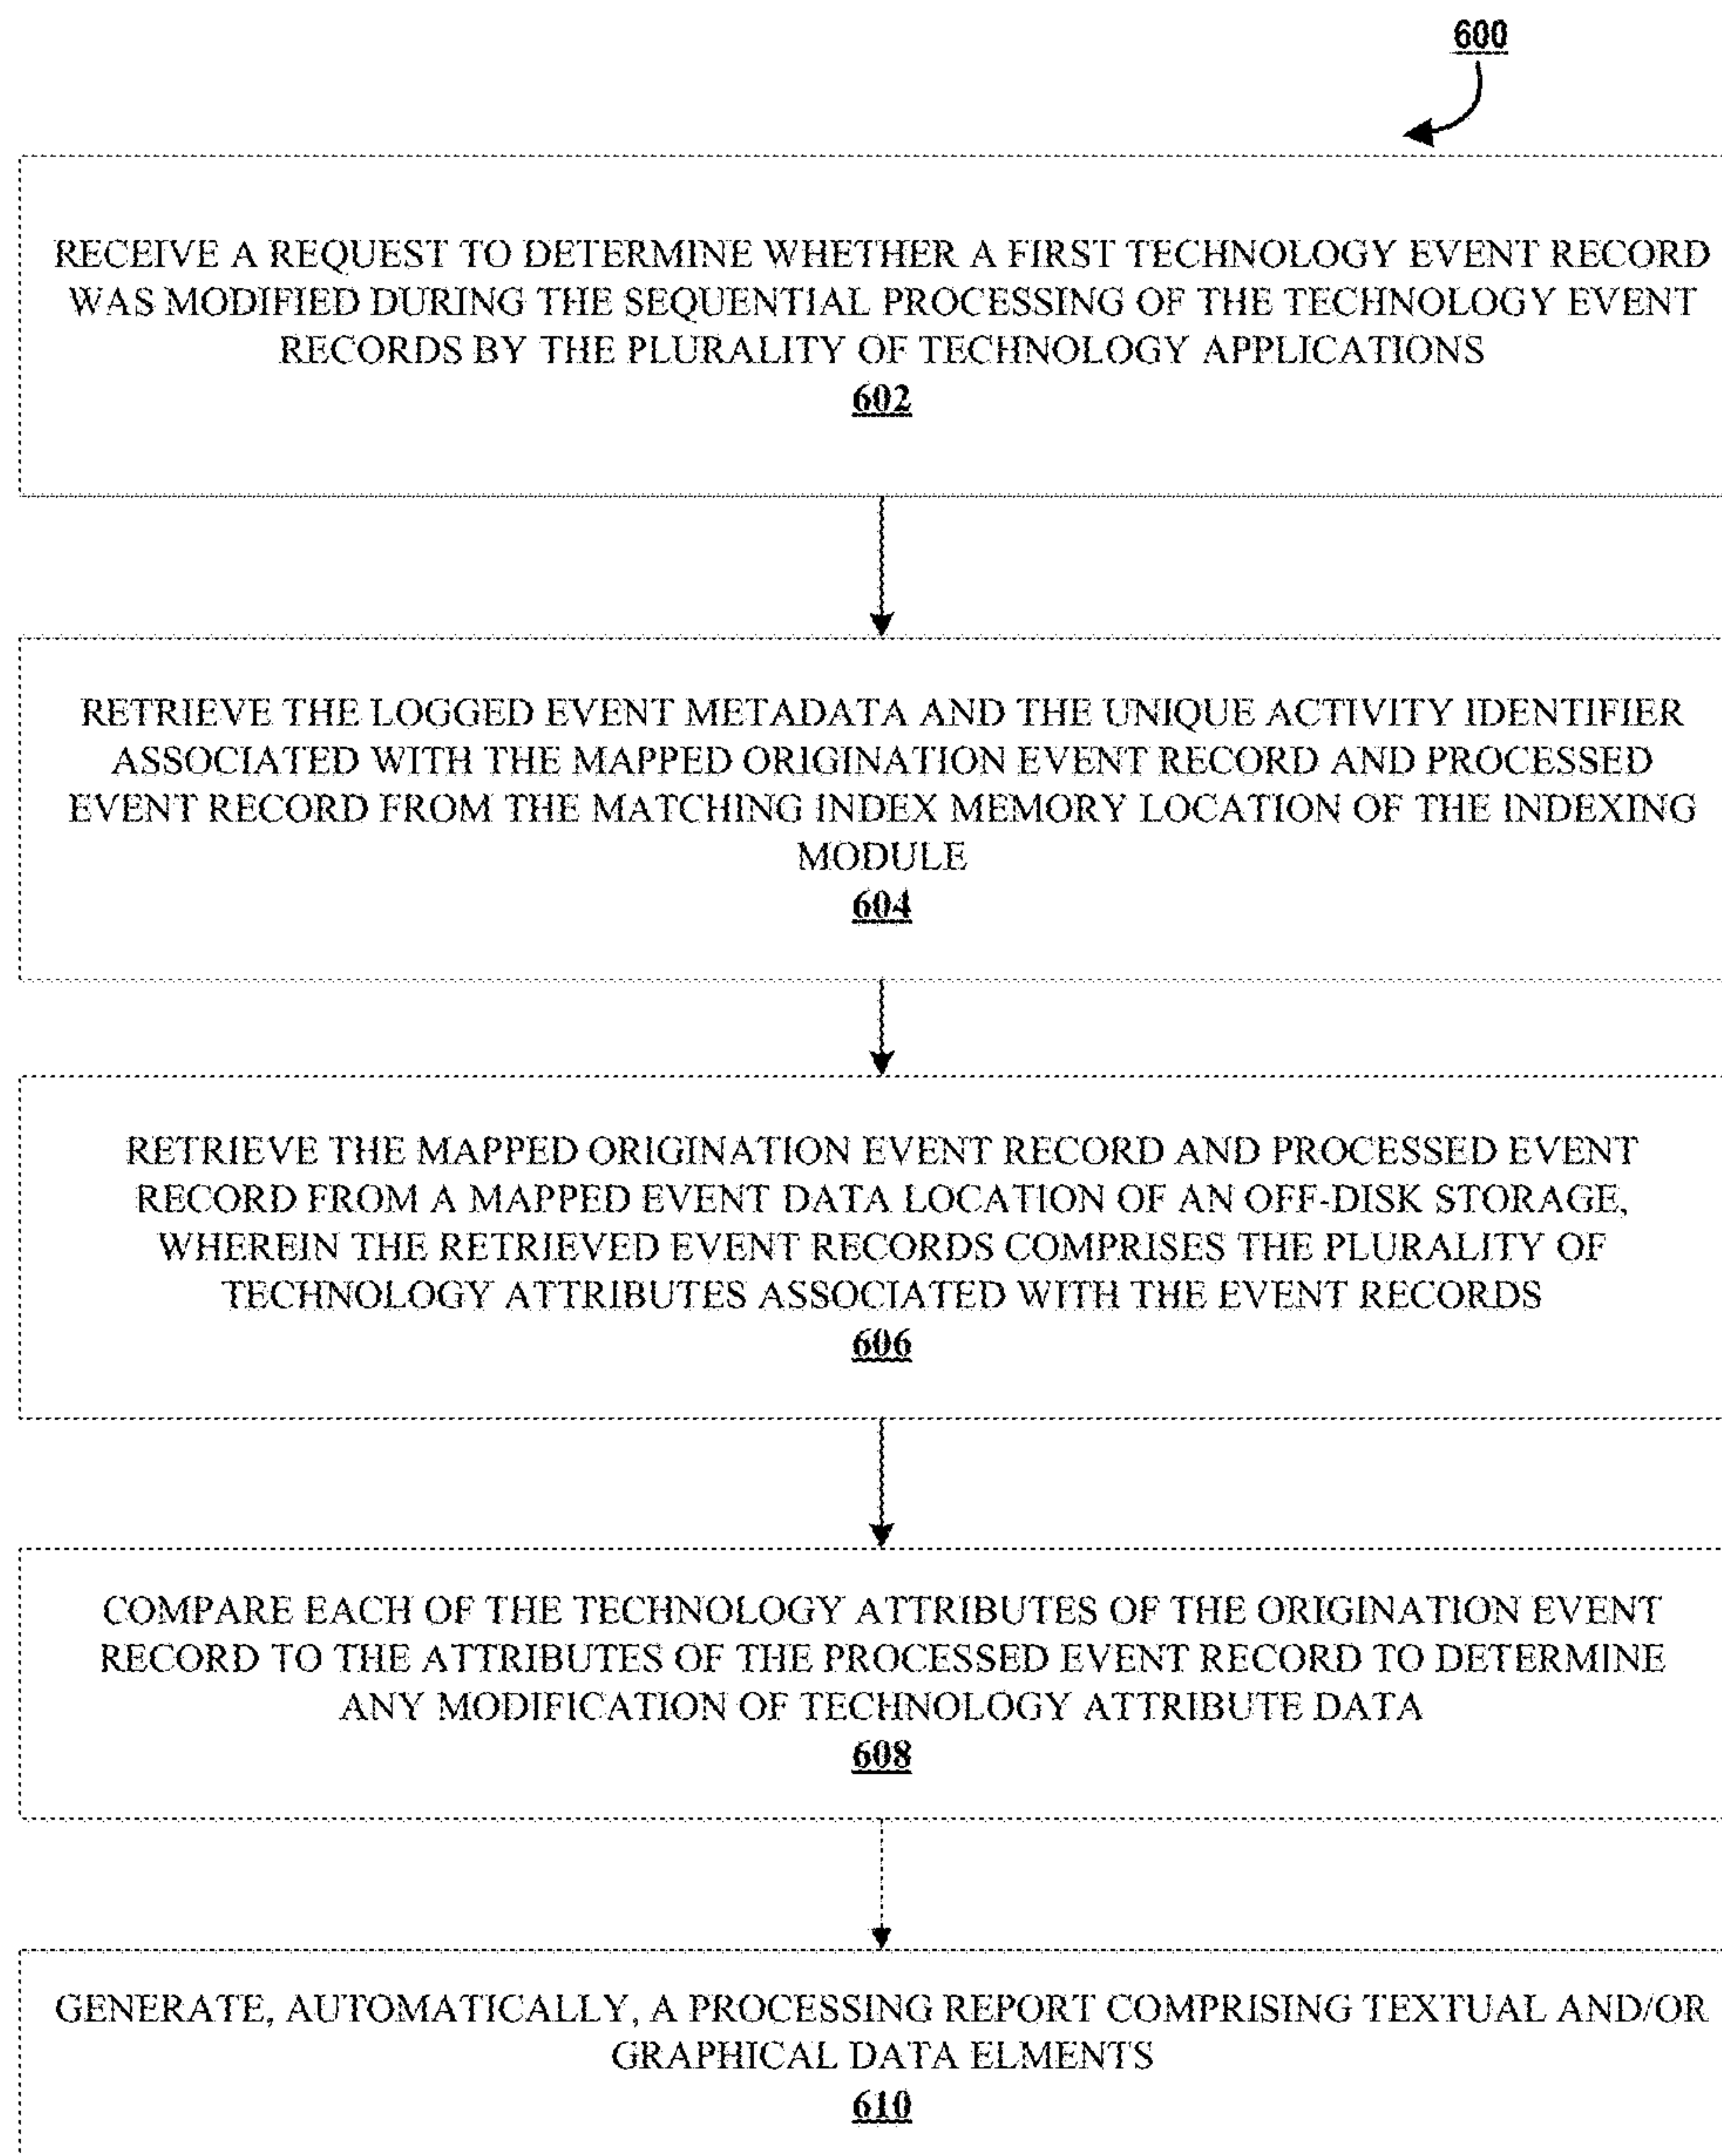 600
RECEIVE A REQUEST TO DETERMINE WHETHER A FIRST TECHNOLOGY EVENT RECORD
WAS MODIFIED DURING THE SEQUENTIAL PROCESSING OF THE TECHNOLOGY EVENT
RECORDS BY THE PLURALITY OF TECHNOLOGY APPLICATIONS
602
RETRIEVE THE LOGGED EVENT METADATA AND THE UNIQUE ACTIVITY IDENTIFIER
ASSOCIATED WITH THE MAPPED ORIGINATION EVENT RECORD AND PROCESSED
EVENT RECORD FROM THE MATCHING INDEX MEMORY LOCATION OF THE INDEXING
MODULE
604
RETRIEVE THE MAPPED ORIGINATION EVENT RECORD AND PROCESSED EVENT
RECORD FROM A MAPPED EVENT DATA LOCATION OF AN OFF-DISK STORAGE,
WHEREIN THE RETRIEVED EVENT RECORDS COMPRISES THE PLURALITY OF
TECHNOLOGY ATTRIBUTES ASSOCIATED WITH THE EVENT RECORDS
606
COMPARE EACH OF THE TECHNOLOGY ATTRIBUTES OF THE ORIGINATION EVENT
RECORD TO THE ATTRIBUTES OF THE PROCESSED EVENT RECORD TO DETERMINE
ANY MODIFICATION OF TECHNOLOGY ATTRIBUTE DATA
608
GENERATE, AUTOMATICALLY, A PROCESSING REPORT COMPRISING TEXTUAL AND/OR
GRAPHICAL DATA ELMENTS
610